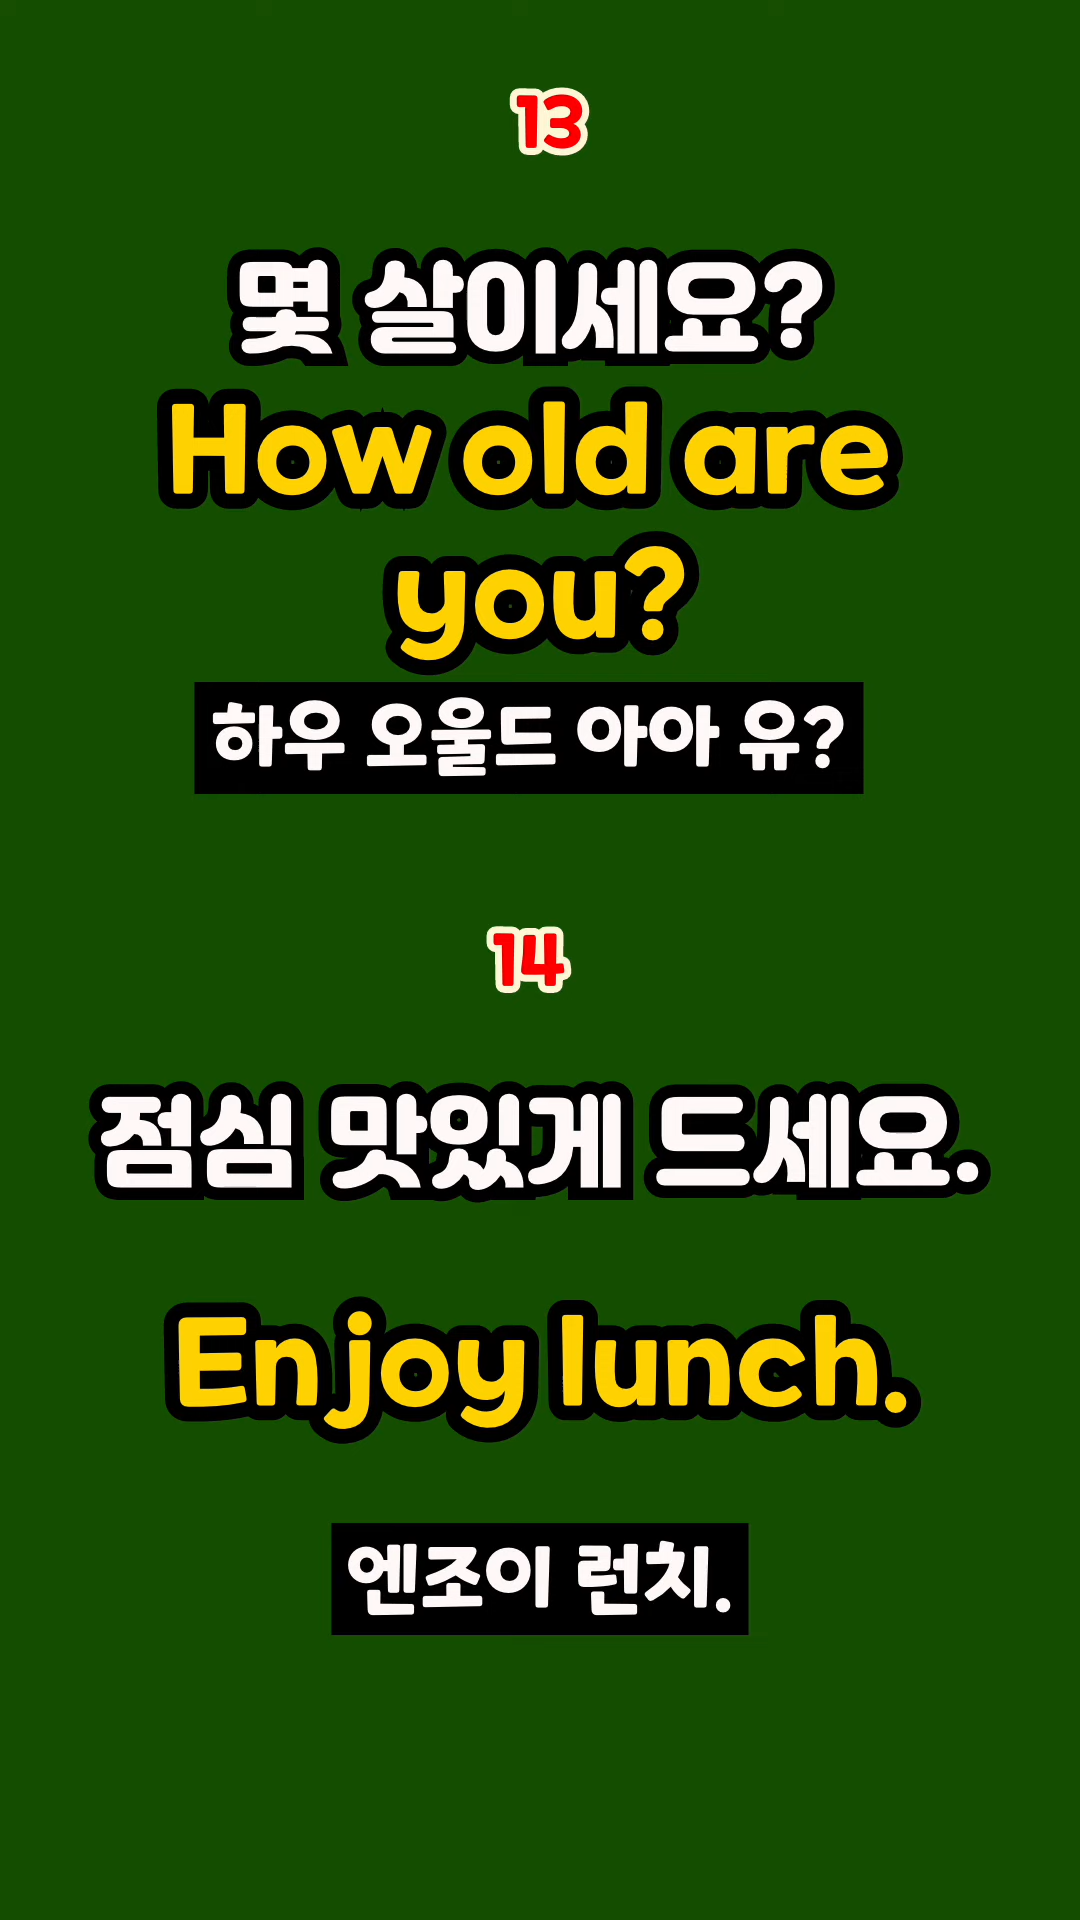 13
몇 살이세요?
How old are
you?
하우 오울드 아아 유?
14
점심 맛있게 드세요.
Enjoy lunch.
엔조이 런치.